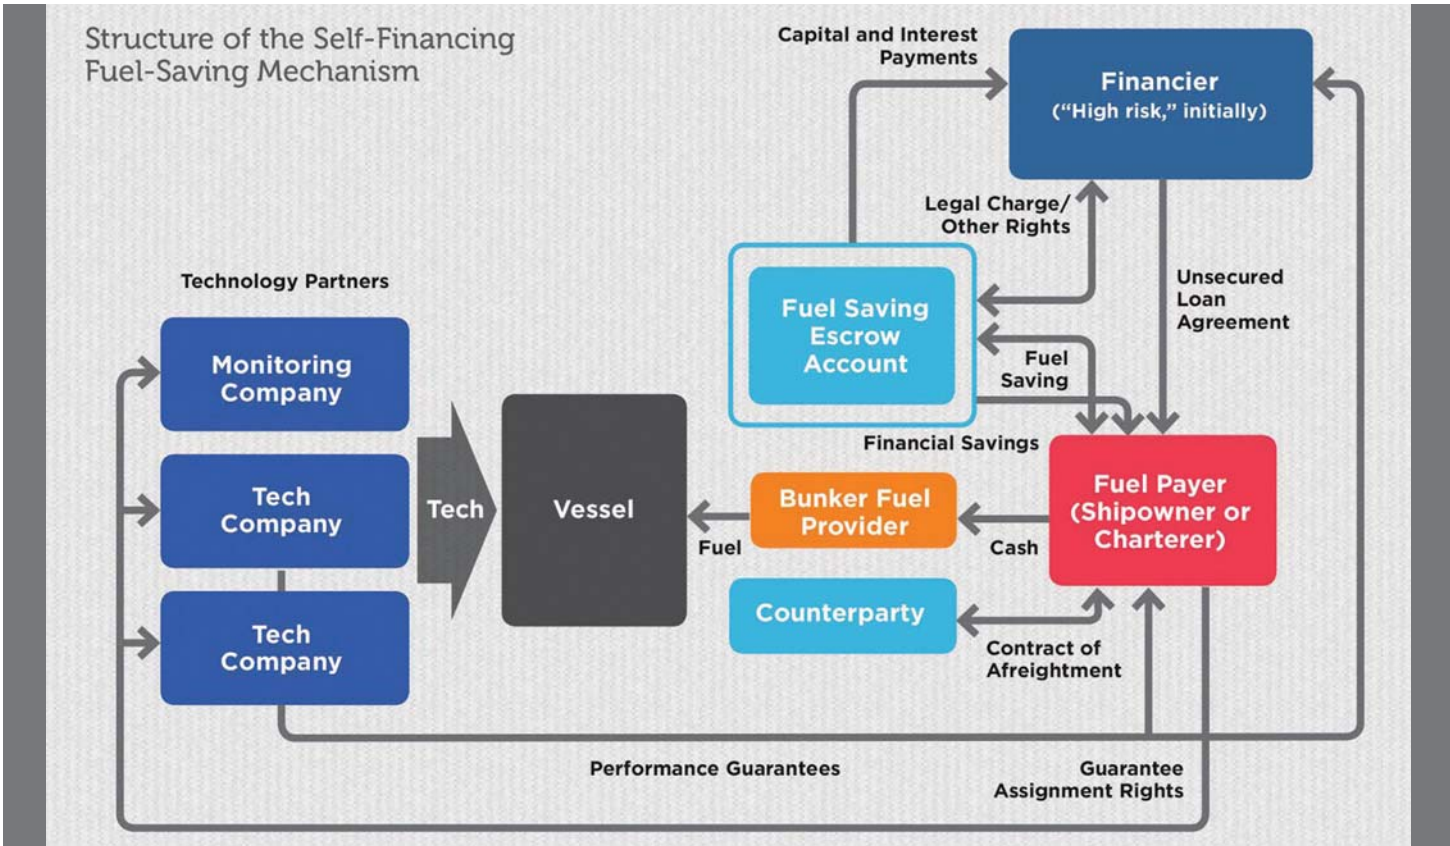 Structure of the Self-Financing
Fuel-Saving Mechanism
Capital and Interest
Payments
Financier
(“High risk,” initially)
Legal Charge/
Other Rights
Technology Partners
Unsecured
Loan
Agreement
Fuel Saving
Escrow
Account
Monitoring
Company
Fuel
Saving
Financial Savings
Tech
Company
Tech
Vessel
Bunker Fuel
Provider
Fuel Payer
(Shipowner or
Charterer)
Fuel
Cash
Tech
Company
Counterparty
Contract of
Afreightment
Performance Guarantees
Guarantee
Assignment Rights